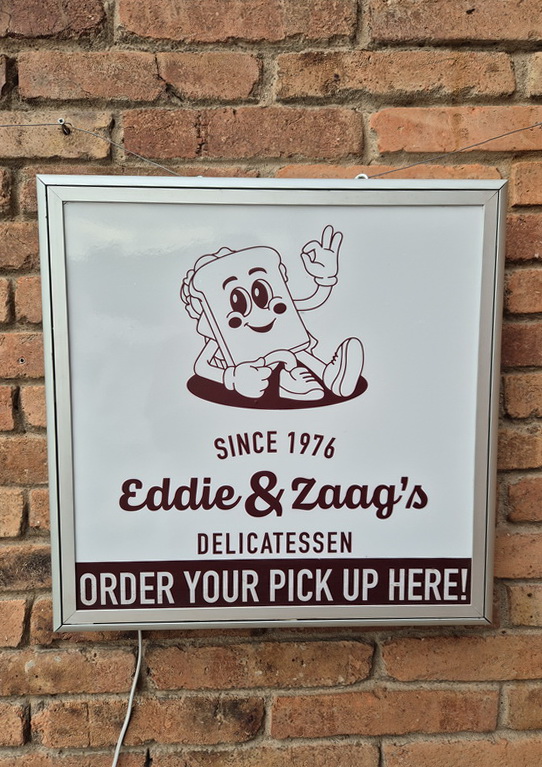 SINCE 1976
Eddie & Zaag's
DELICATESSEN
ORDER YOUR PICK UP HERE!